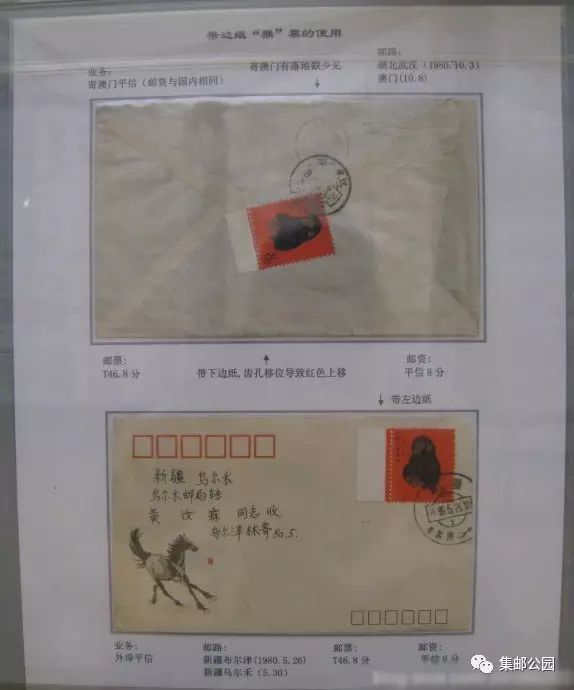 带边纸“猴”票的使用
业务：
寄澳门平信（邮资与国内相同）
寄澳门有落地戳少见
邮路：
湖北武汉（1980.10.3）
澳门(10.8)
邮票：
T46.8分
带下边纸,齿孔移位导致红色上移
邮资：
平信8分
带左边纸
新疆 乌尔禾
乌尔禾邮局转
黄汝霖 同志收
布尔津林寄80.5.
业务：
外埠平信
邮路：
新疆布尔津(1980.5.26)
新疆乌尔禾（5.30）
邮票：
T46.8分
邮资：
平信8分
集邮公园